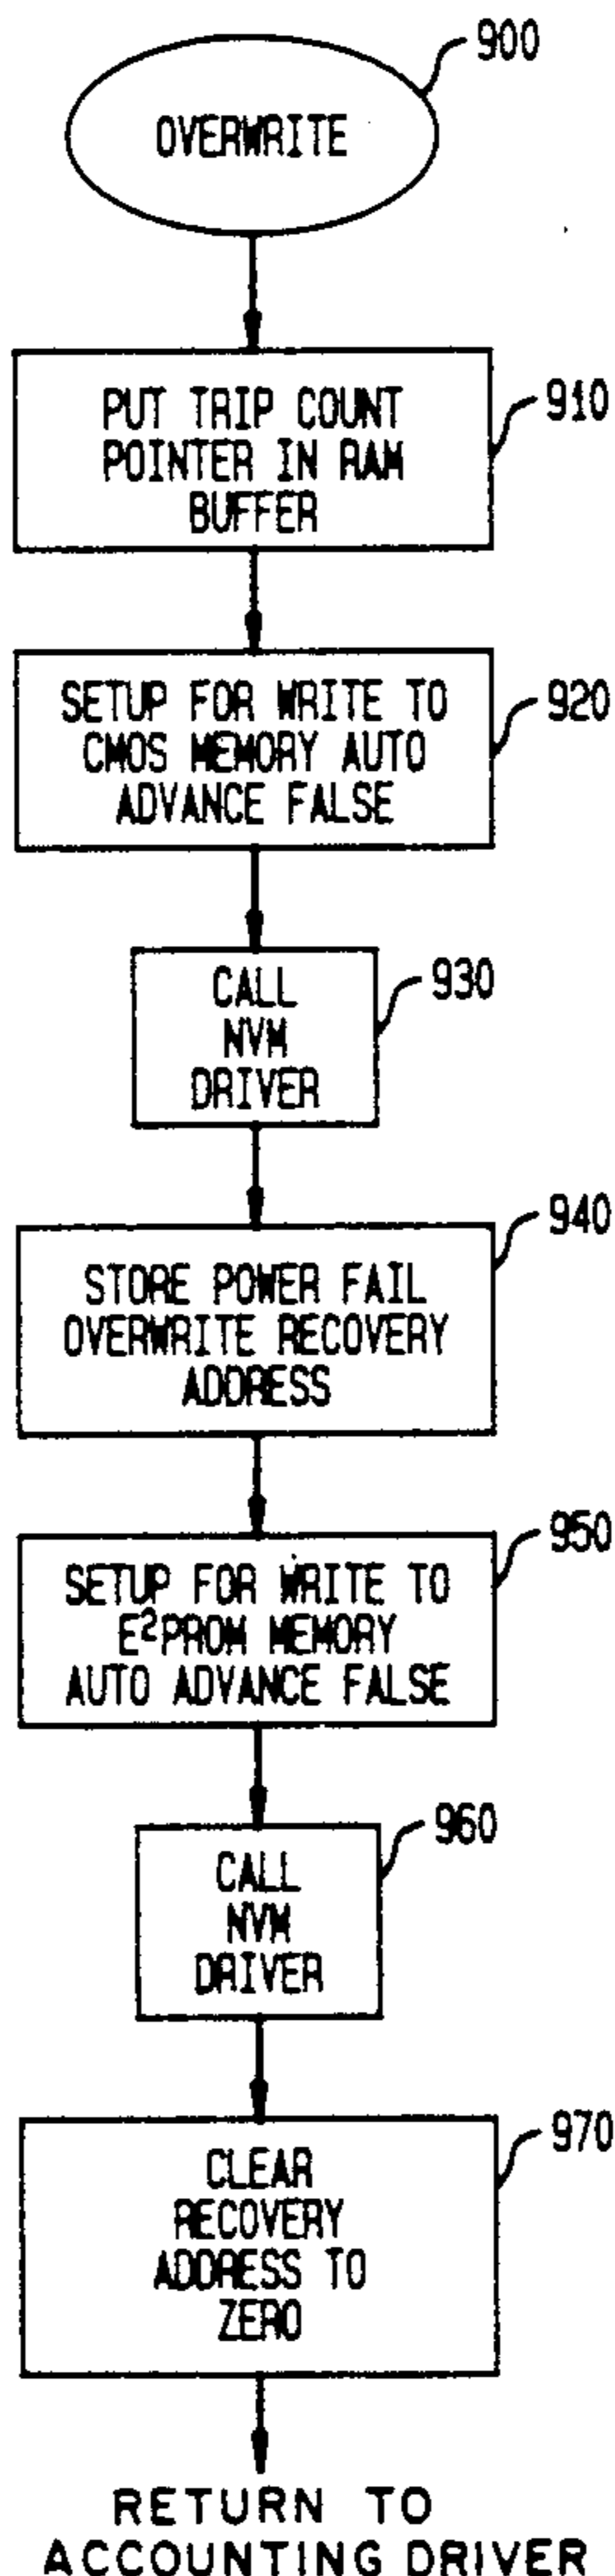 900
OVERWRITE
910
PUT TRIP COUNT
POINTER IN RAM
BUFFER
920
SETUP FOR WRITE TO
CMOS MEMORY AUTO
ADVANCE FALSE
930
CALL
NVM
DRIVER
940
STORE POWER FAIL
OVERWRITE RECOVERY
ADDRESS
950
SETUP FOR WRITE TO
E²PROM MEMORY
AUTO ADVANCE FALSE
960
CALL
NVM
DRIVER
970
CLEAR
RECOVERY
ADDRESS TO
ZERO
RETURN TO
ACCOUNTING DRIVER